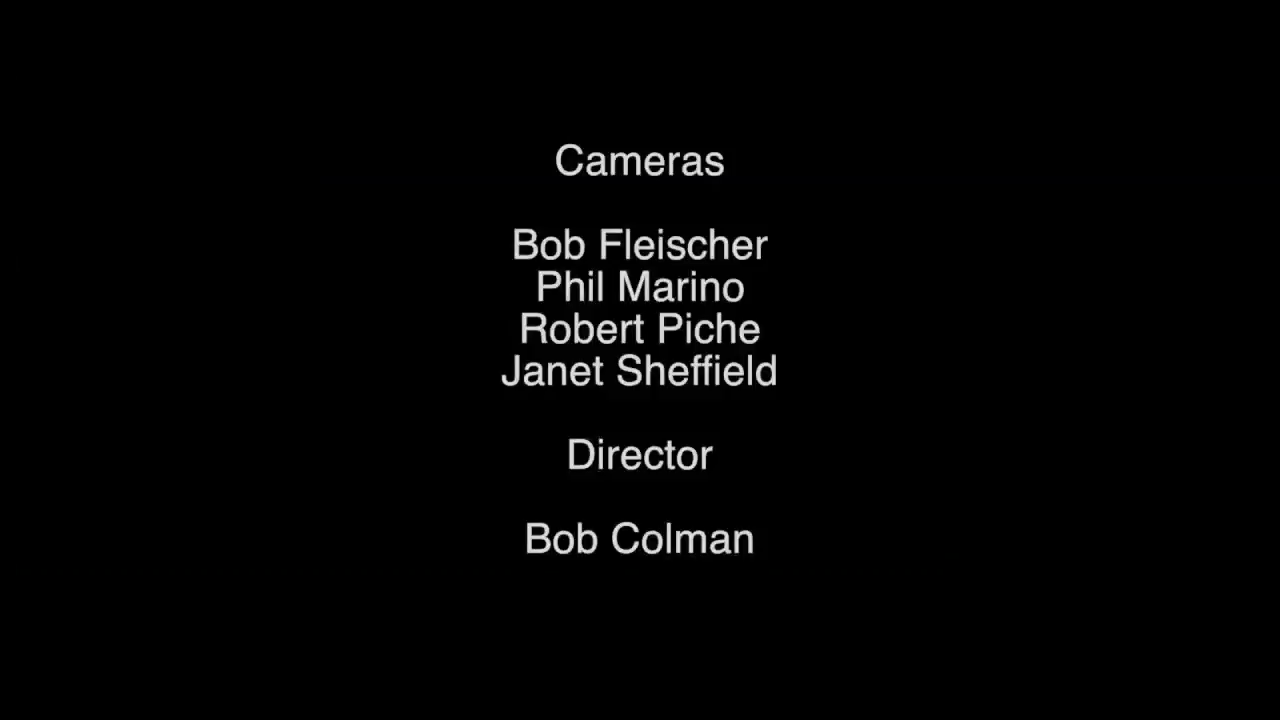 Cameras
Bob Fleischer
Phil Marino
Robert Piche
Janet Sheffield
Director
Bob Colman